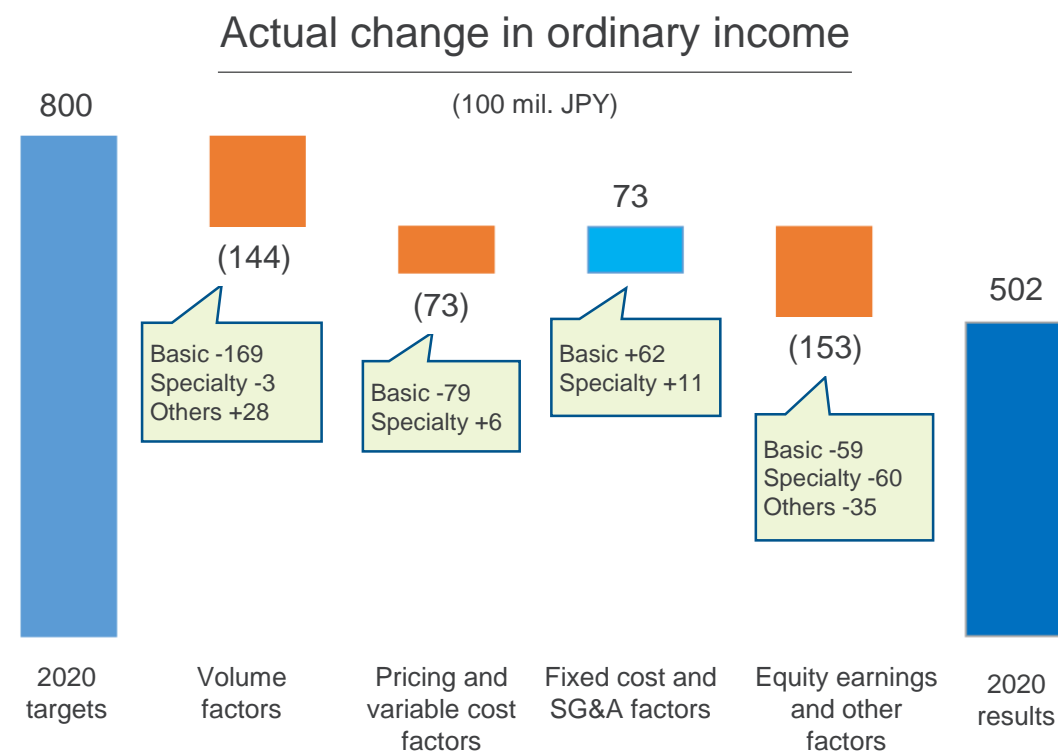 Actual change in ordinary income
(100 mil. JPY)
800
(144)
Basic -169
Specialty -3
Others +28
(73)
Basic -79
Specialty +6
73
Basic +62
Specialty +11
(153)
Basic -59
Specialty -60
Others -35
502
2020
targets
Volume
factors
Pricing and
variable cost
factors
Fixed cost and
SG&A factors
Equity earnings
and other
factors
2020
results